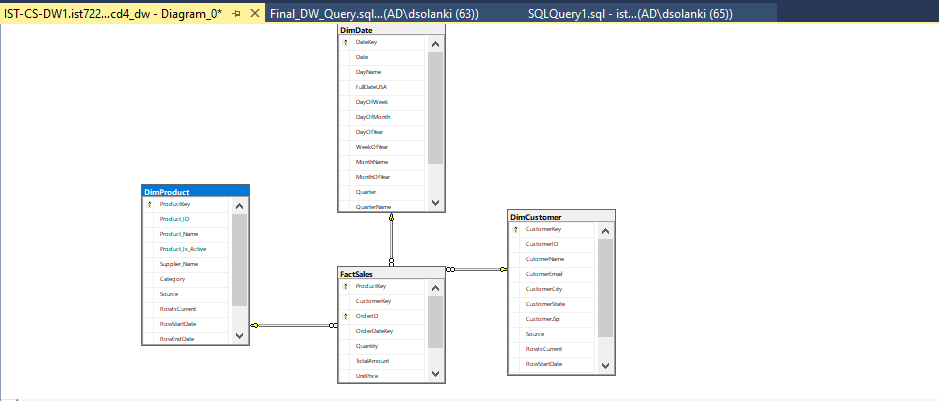 IST-CS-DW1.ist722...cd4_dw - Diagram_0*
Final_DW_Query.sql...(AD\dsolanki (63))
SQLQuery1.sql - ist...(AD\dsolanki (65))
DimDate
DateKey
Date
DayName
FullDateUSA
DayOfWeek
DayOfMonth
DayOfYear
WeekOfYear
MonthName
MonthOfYear
Quarter
QuarterName
DimProduct
ProductKey
Product_ID
Product_Name
Product_Is_Active
Supplier_Name
Category
Source
RowIsCurrent
RowStartDate
RowEndDate
DimCustomer
CustomerKey
CustomerID
CutomerName
CutomerEmail
CustomerCity
CustomerState
CustomerZip
Source
RowIsCurrent
RowStartDate
FactSales
ProductKey
CustomerKey
OrderID
OrderDateKey
Quantity
TotalAmount
UnitPrice